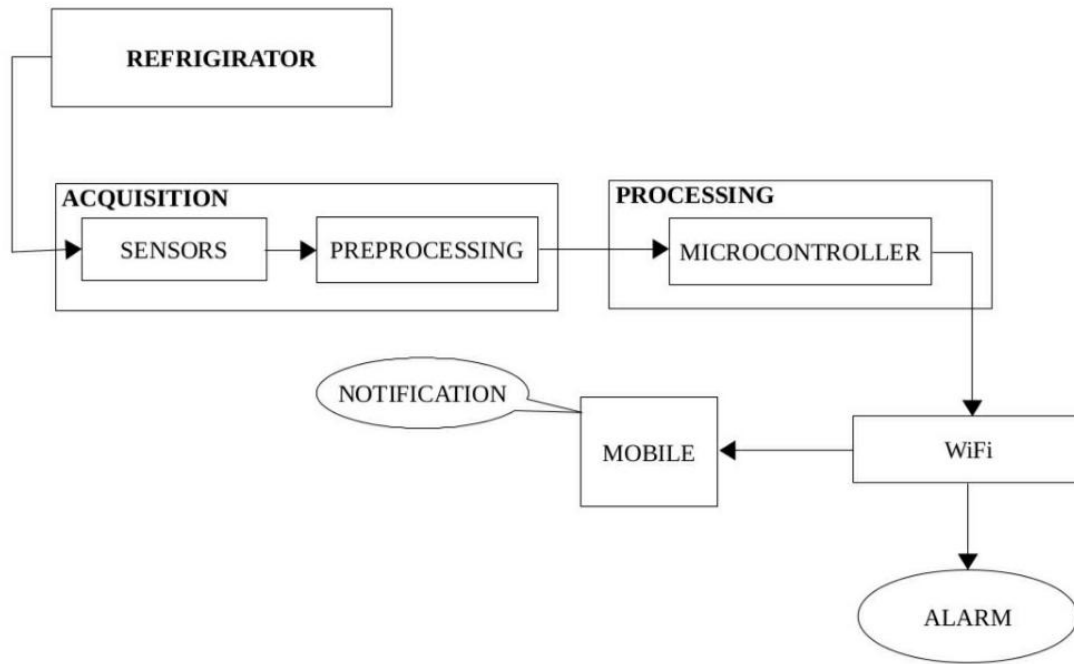 REFRIGIRATOR
ACQUISITION
SENSORS
PREPROCESSING
PROCESSING
MICROCONTROLLER
NOTIFICATION
MOBILE
WiFi
ALARM